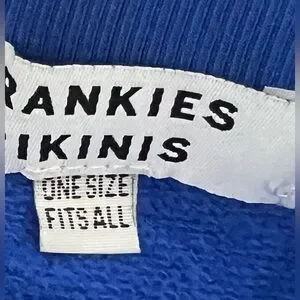 RANKIES
IKINIS
ONE SIZE
FITS ALL